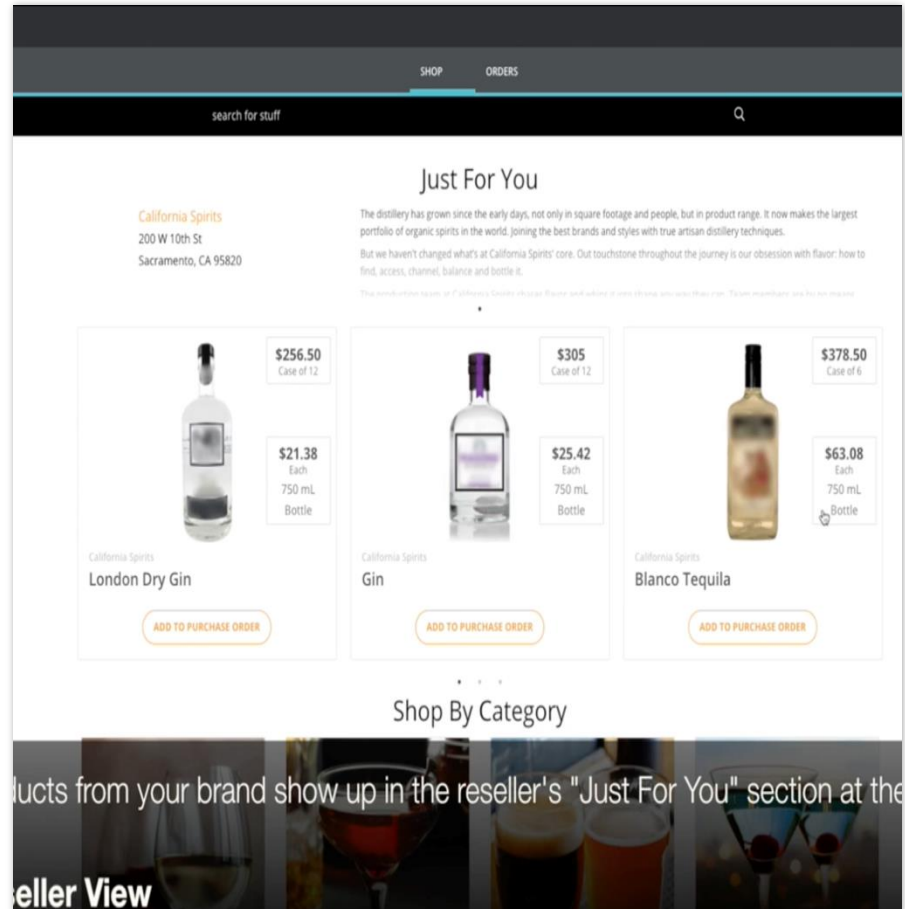 SHOP ORDERS
search for stuff
Just For You
California Spirits
200 W 10th St
Sacramento, CA 95820
The distillery has grown since the early days, not only in square footage and people, but in product range. It now makes the largest
portfolio of organic spirits in the world. Joining the best brands and styles with true artisan distillery techniques.
But we haven't changed what's at California Spirits' core. Out touchstone throughout the journey is our obsession with flavor: how to
find, access, channel, balance and bottle it.
The production team at California Spirits
$256.50
Case of 12
$21.38
Each
750 mL
Bottle
California Spirits
London Dry Gin
ADD TO PURCHASE ORDER
$305
Case of 12
$25.42
Each
750 mL
Bottle
California Spirits
Gin
ADD TO PURCHASE ORDER
$378.50
Case of 6
$63.08
Each
750 mL
Bottle
California Spirits
Blanco Tequila
ADD TO PURCHASE ORDER
Shop By Category
ucts from your brand show up in the reseller's "Just For You" section at the
eller View